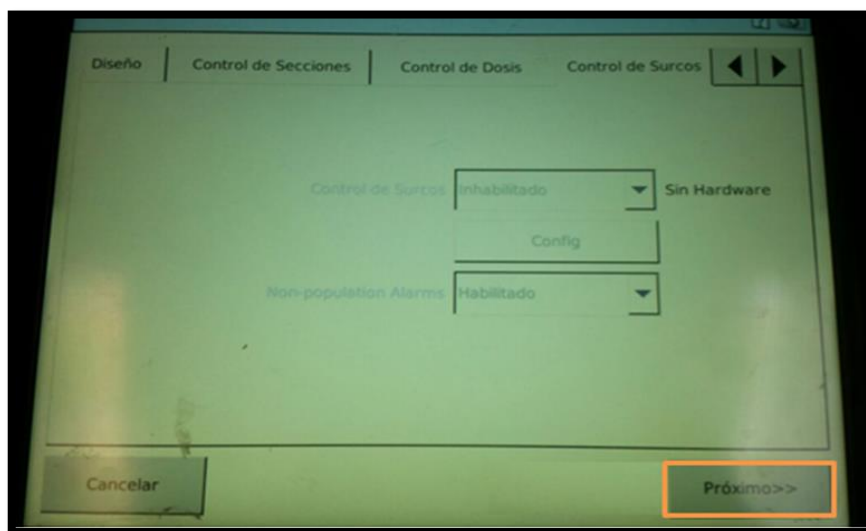 Diseño
Control de Secciones
Control de Dosis
Control de Surcos
Control de Surcos Inhabilitado Sin Hardware
Config
Non-population Alarms Habilitado
Cancelar
Próximo>>